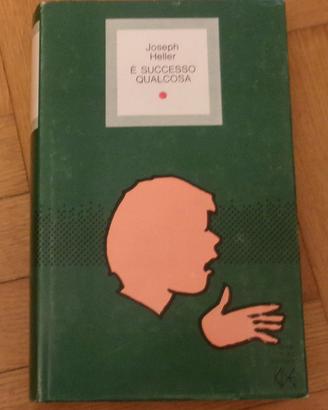 Joseph
Heller
È SUCCESSO
QUALCOSA